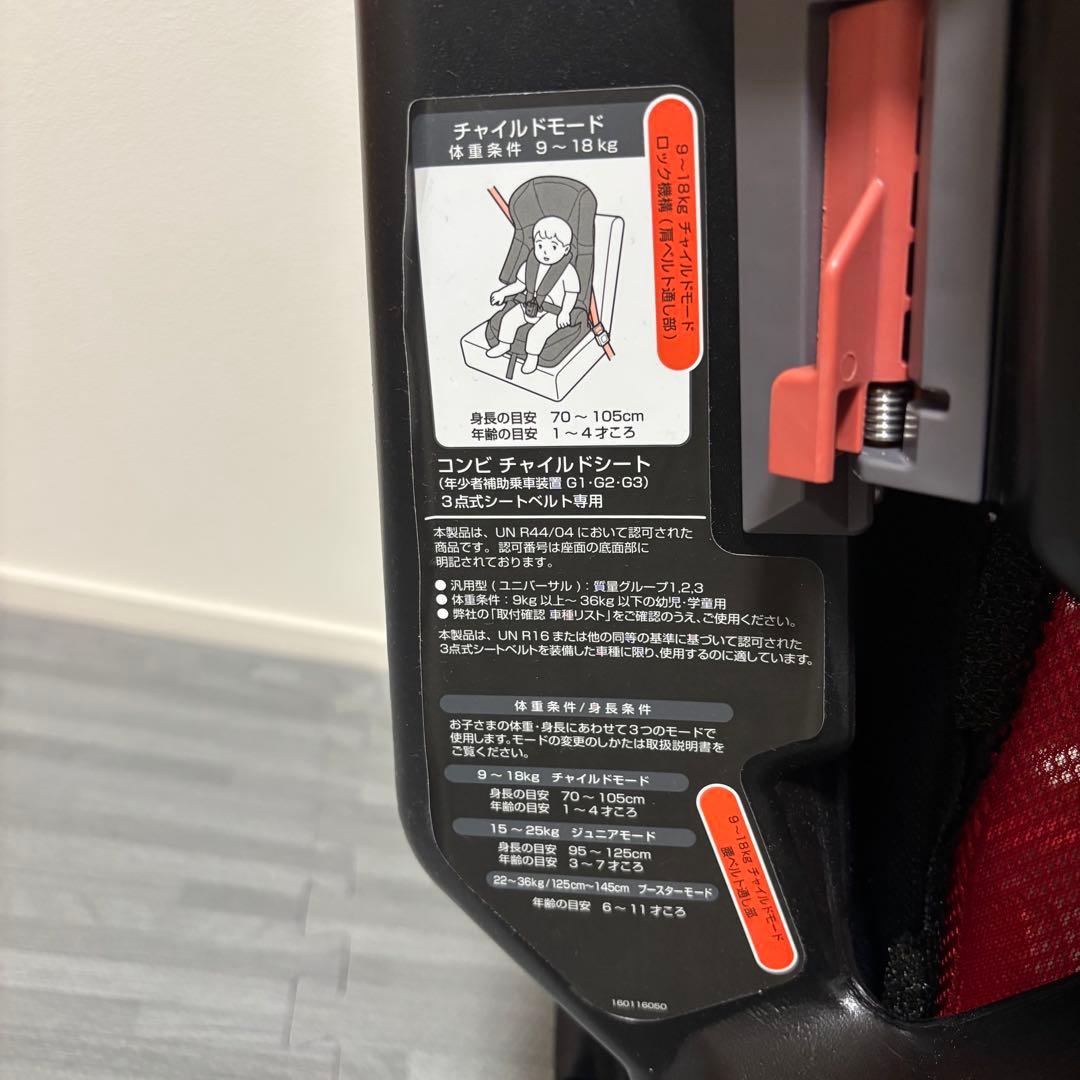 チャイルドモード
体重条件 9～18kg
9～18kg チャイルドモード
ロック機構(肩ベルト通し部)
身長の目安 70～105cm
年齢の目安 1～4才ころ
コンビ チャイルドシート
(年少者補助乗車装置 G1・G2・G3)
3点式シートベルト専用
本製品は、UN R44/04 において認可された
商品です。認可番号は座面の底面部に
明記されております。
● 汎用型(ユニバーサル):質量グループ1,2,3
● 体重条件:9kg以上～36kg以下の幼児・学童用
● 弊社の「取付確認 車種リスト」をご確認のうえ、ご使用ください。
本製品は、UN R16 または他の同等の基準に基づいて認可された
3点式シートベルトを装備した車種に限り、使用するのに適しています。
体重条件/身長条件
お子さまの体重・身長にあわせて3つのモードで
使用します。モードの変更のしかたは取扱説明書を
ご覧ください。
9～18kg チャイルドモード
身長の目安 70～105cm
年齢の目安 1～4才ころ
15～25kg ジュニアモード
身長の目安 95～125cm
年齢の目安 3～7才ころ
22～36kg/125cm～145cm ブースターモード
年齢の目安 6～11才ころ
9～18kg チャイルドモード
腰ベルト通し部
160116050